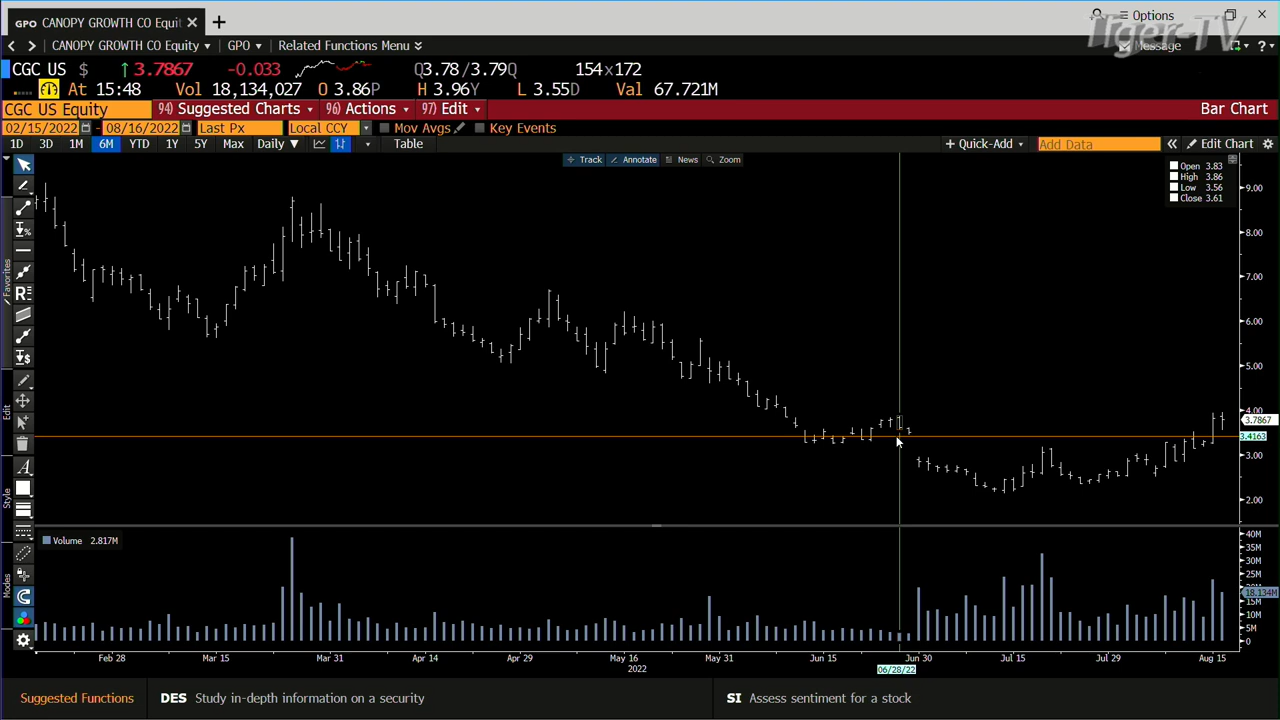 GPO CANOPY GROWTH CO Equit
Options
Tiger-TV
CANOPY GROWTH CO Equity GPO Related Functions Menu
Message
CGC US $ 3.7867 -0.033 Q3.78 / 3.79Q 154 x 172
At 15:48 Vol 18,134,027 O 3.86P H 3.96Y L 3.55D Val 67.721M
CGC US Equity 94) Suggested Charts 96) Actions 97) Edit Bar Chart
02/15/2022 - 08/16/2022 Last Px Local CCY Mov Avgs Key Events
1D 3D 1M 6M YTD 1Y 5Y Max Daily Table + Quick-Add Add Data Edit Chart
Track Annotate News Zoom
Open 3.83
High 3.86
Low 3.56
Close 3.61
9.00
8.00
7.00
6.00
5.00
4.00
3.7867
3.4163
3.00
2.00
Favorites
Edit
Style
Modes
Volume 2.817M
40M
35M
30M
25M
18.134M
15M
10M
5M
0
Feb 28 Mar 15 Mar 31 Apr 14 Apr 29 May 16 May 31 Jun 15 Jun 30 Jul 15 Jul 29 Aug 15
2022
06/28/22
Suggested Functions DES Study in-depth information on a security SI Assess sentiment for a stock